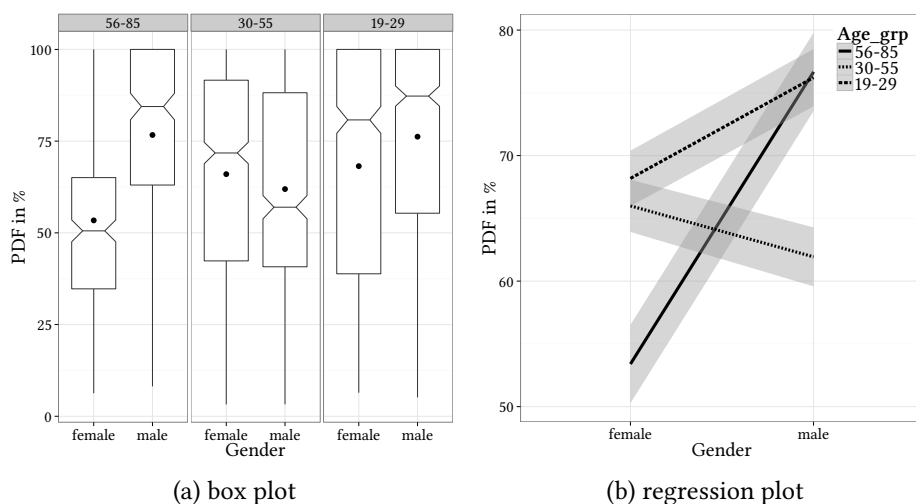 56-85 30-55 19-29
100
75
50
25
0
PDF in %
female male female male female male
Gender
(a) box plot
80
70
60
50
PDF in %
Age_grp
56-85
30-55
19-29
female male
Gender
(b) regression plot